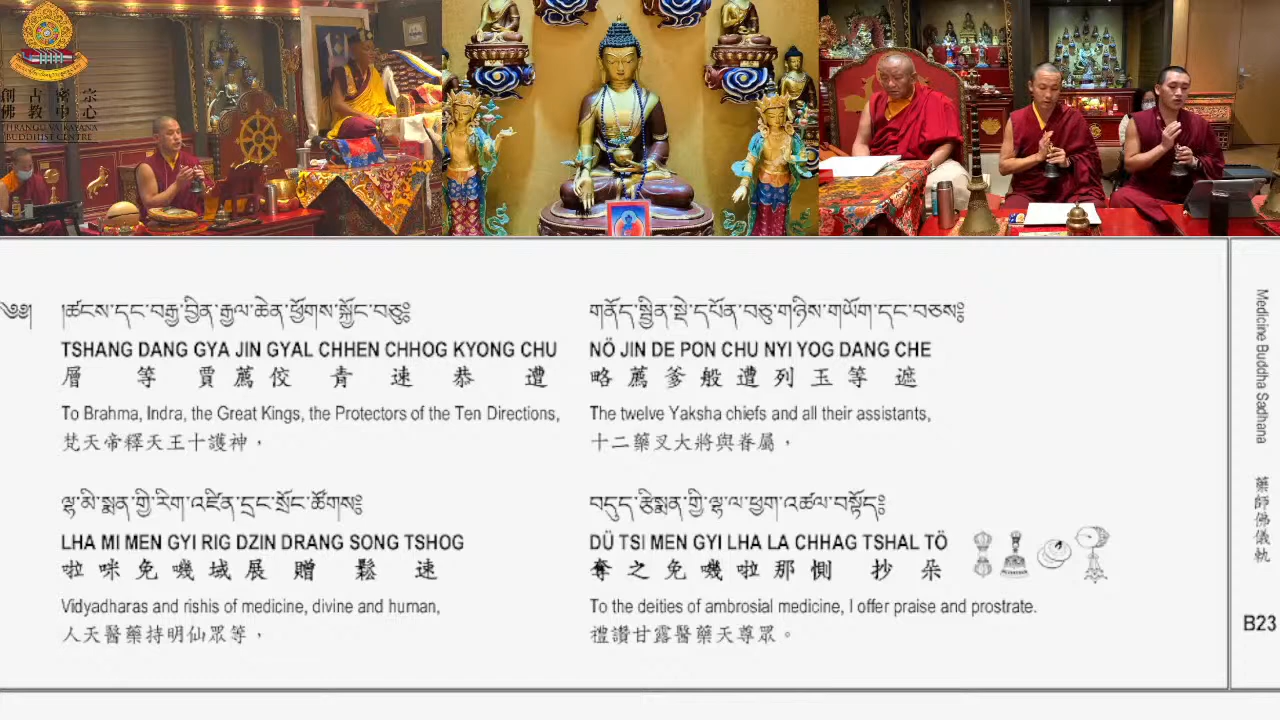 創古密宗
佛教中心
THRANGU VAJRAYANA
BUDDHIST CENTRE
༄༅། །ཚངས་དང་བརྒྱ་བྱིན་རྒྱལ་ཆེན་ཕྱོགས་སྐྱོང་བཅུ༔
TSHANG DANG GYA JIN GYAL CHHEN CHHOG KYONG CHU
層 等 賈 薦 佼 青 速 恭 遭
To Brahma, Indra, the Great Kings, the Protectors of the Ten Directions,
梵天帝釋天王十護神，
གནོད་སྦྱིན་སྡེ་དཔོན་བཅུ་གཉིས་གཡོག་དང་བཅས༔
NÖ JIN DE PON CHU NYI YOG DANG CHE
略 薦 爹 般 遭 列 玉 等 遮
The twelve Yaksha chiefs and all their assistants,
十二藥叉大將與眷屬，
ལྷ་མི་སྨན་གྱི་རིག་འཛིན་དྲང་སྲོང་ཚོགས༔
LHA MI MEN GYI RIG DZIN DRANG SONG TSHOG
啦 咪 免 嘰 域 展 贈 鬆 速
Vidyadharas and rishis of medicine, divine and human,
人天醫藥持明仙眾等，
བདུད་རྩི་སྨན་གྱི་ལྷ་ལ་ཕྱག་འཚལ་བསྟོད༔
DÜ TSI MEN GYI LHA LA CHHAG TSHAL TÖ
奪 之 免 嘰 啦 那 惻 抄 朵
To the deities of ambrosial medicine, I offer praise and prostrate.
禮讚甘露醫藥天尊眾。
Medicine Buddha Sadhana
藥師佛儀軌
B23